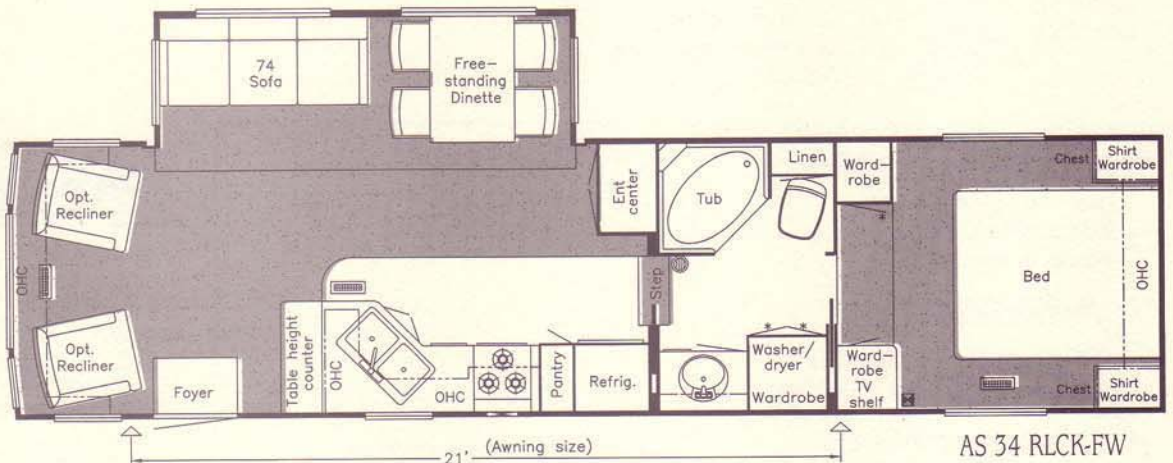 74
Sofa
Free-
standing
Dinette
Opt.
Recliner
OHC
Opt.
Recliner
Foyer
Table height
counter
OHC
OHC
Pantry
Refrig.
Ent
center
Step
Tub
Linen
Ward-
robe
Washer/
dryer
Wardrobe
Ward-
robe
TV
shelf
Chest
Shirt
Wardrobe
Bed
OHC
Chest
Shirt
Wardrobe
(Awning size)
21'
AS 34 RLCK-FW